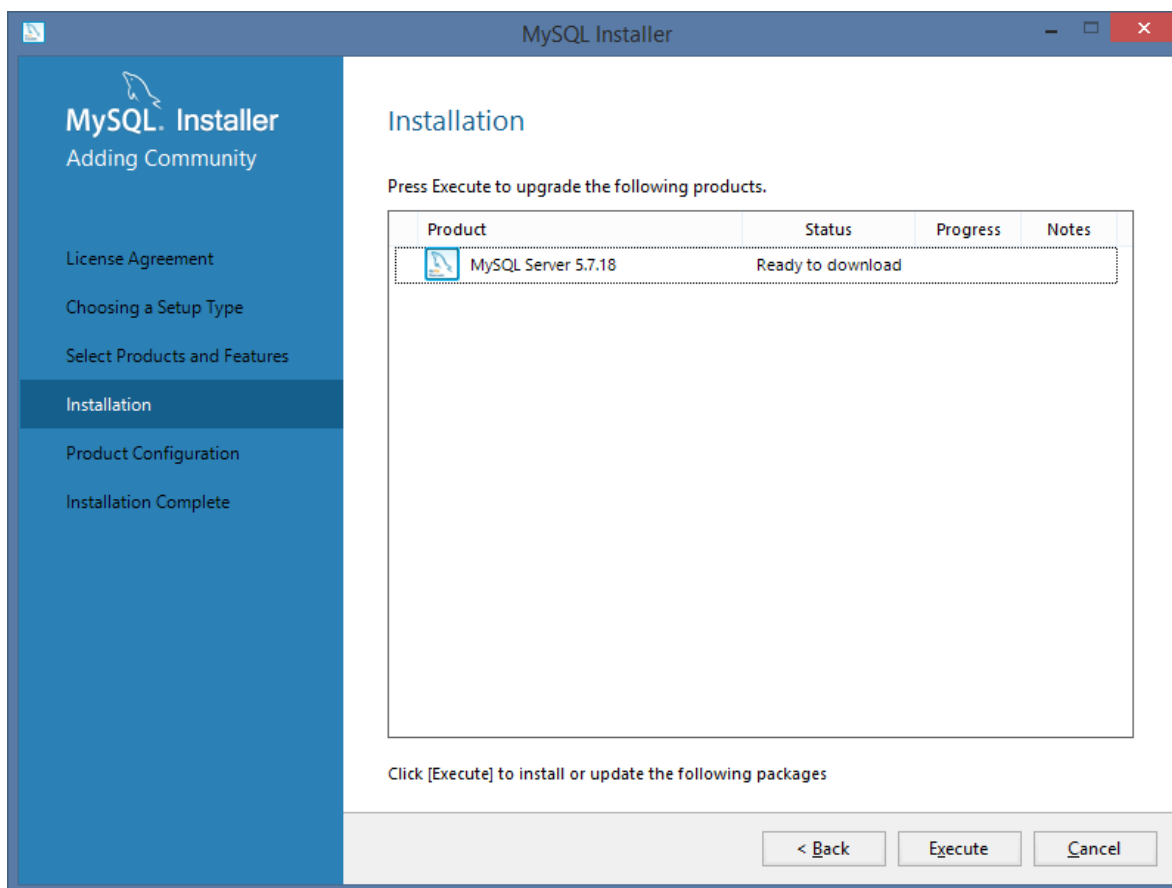 MySQL Installer
MySQL. Installer
Adding Community
License Agreement
Choosing a Setup Type
Select Products and Features
Installation
Product Configuration
Installation Complete
Installation
Press Execute to upgrade the following products.
Product Status Progress Notes
MySQL Server 5.7.18 Ready to download
Click [Execute] to install or update the following packages
< Back Execute Cancel